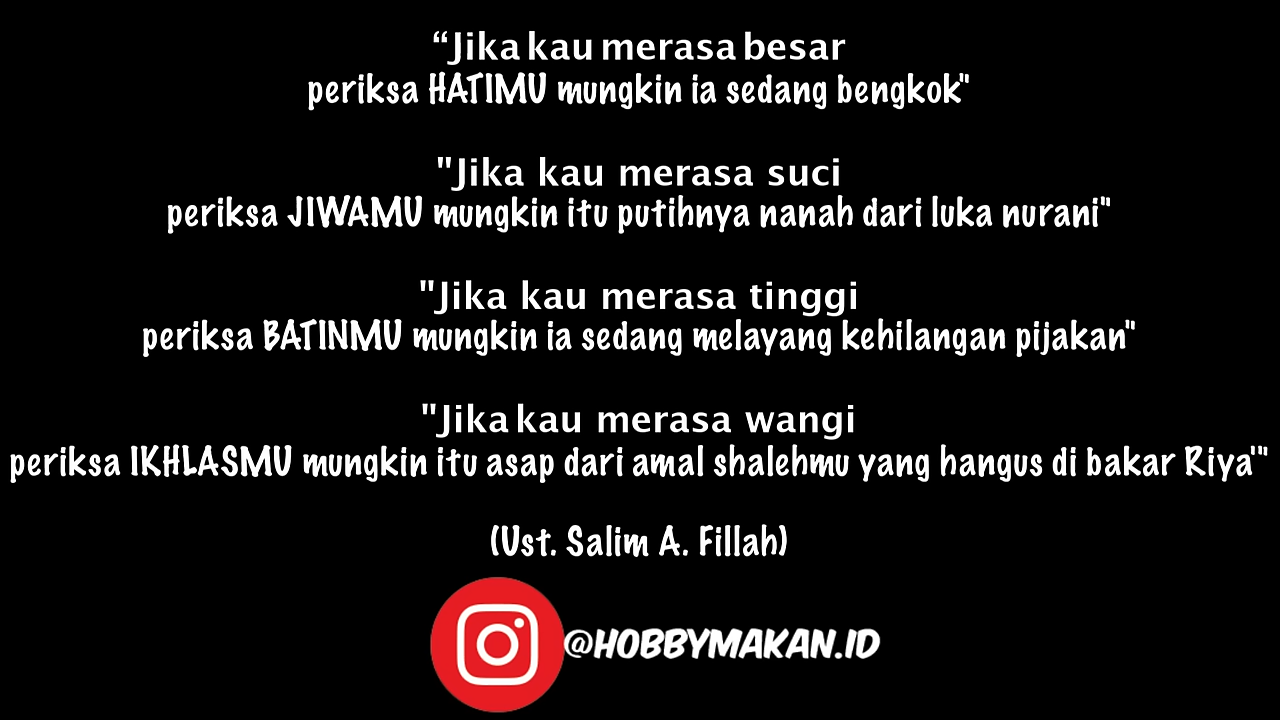 “Jika kau merasa besar
periksa HATIMU mungkin ia sedang bengkok"
"Jika kau merasa suci
periksa JIWAMU mungkin itu putihnya nanah dari luka nurani"
"Jika kau merasa tinggi
periksa BATINMU mungkin ia sedang melayang kehilangan pijakan"
"Jika kau merasa wangi
periksa IKHLASMU mungkin itu asap dari amal shalehmu yang hangus di bakar Riya'"
(Ust. Salim A. Fillah)
@HOBBYMAKAN.ID